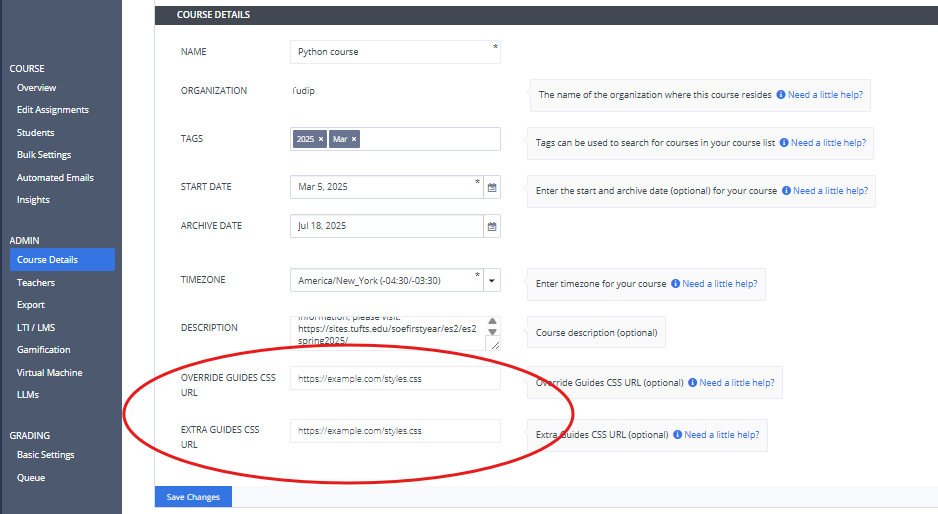 COURSE DETAILS
COURSE
Overview
Edit Assignments
Students
Bulk Settings
Automated Emails
Insights
ADMIN
Course Details
Teachers
Export
LTI / LMS
Gamification
Virtual Machine
LLMs
GRADING
Basic Settings
Queue
NAME
Python course *
ORGANIZATION
The name of the organization where this course resides Need a little help?
TAGS
2025 × Mar ×
Tags can be used to search for courses in your course list Need a little help?
START DATE
Mar 5, 2025 *
Enter the start and archive date (optional) for your course Need a little help?
ARCHIVE DATE
Jul 18, 2025
TIMEZONE
America/New_York (-04:30/-03:30) *
Enter timezone for your course Need a little help?
DESCRIPTION
information, please visit:
https://sites.tufts.edu/soefirstyear/es2/es2
spring2025/
Course description (optional)
OVERRIDE GUIDES CSS
URL
https://example.com/styles.css
Override Guides CSS URL (optional) Need a little help?
EXTRA GUIDES CSS
URL
https://example.com/styles.css
Extra Guides CSS URL (optional) Need a little help?
Save Changes